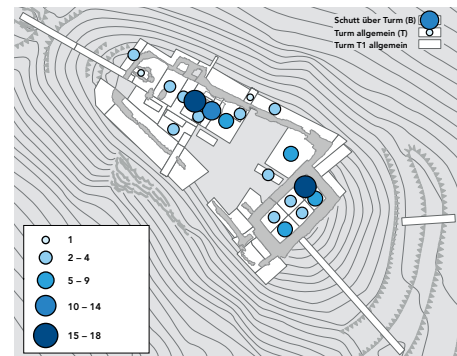 Schutt über Turm (B)
Turm allgemein (T)
Turm T1 allgemein
1
2 – 4
5 – 9
10 – 14
15 – 18